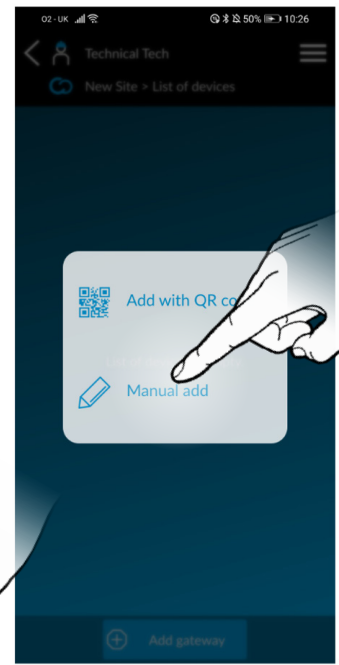 O2 - UK 50% 10:26
Technical Tech
New Site > List of devices
Add with QR co
Manual add
Add gateway